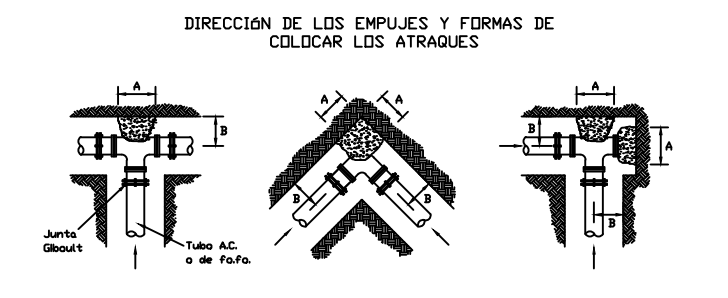 DIRECCIóN DE LOS EMPUJES Y FORMAS DE
COLOCAR LOS ATRAQUES
A
B
A
A
B
B
A
B
A
B
Junta
Gibault
Tubo A.C.
o de fo.fo.